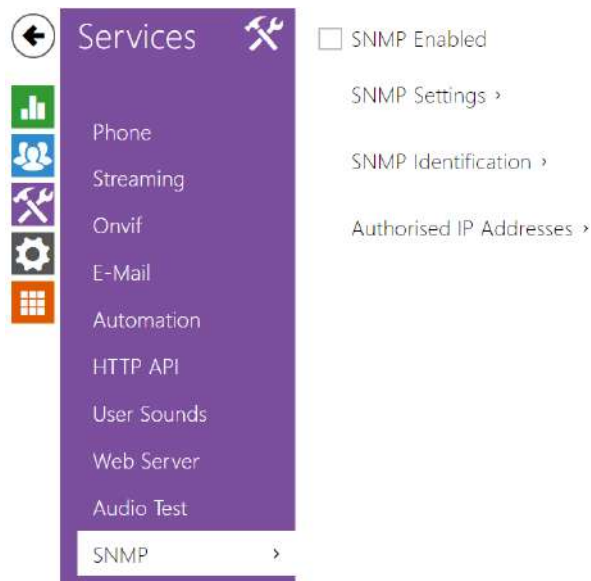 Services
Phone
Streaming
Onvif
E-Mail
Automation
HTTP API
User Sounds
Web Server
Audio Test
SNMP ›
SNMP Enabled
SNMP Settings ›
SNMP Identification ›
Authorised IP Addresses ›